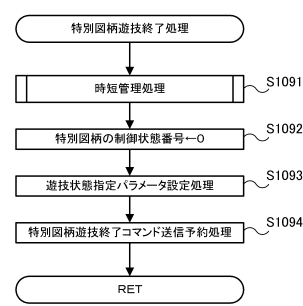 特別図柄遊技終了処理
時短管理処理
S1091
特別図柄の制御状態番号←0
S1092
遊技状態指定パラメータ設定処理
S1093
特別図柄遊技終了コマンド送信予約処理
S1094
RET